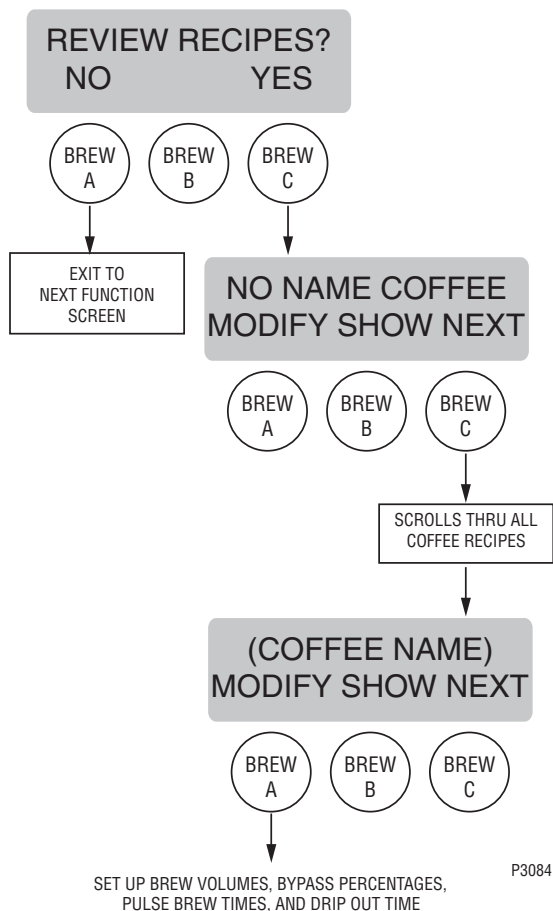 REVIEW RECIPES?
NO YES
BREW
A
BREW
B
BREW
C
EXIT TO
NEXT FUNCTION
SCREEN
NO NAME COFFEE
MODIFY SHOW NEXT
BREW
A
BREW
B
BREW
C
SCROLLS THRU ALL
COFFEE RECIPES
(COFFEE NAME)
MODIFY SHOW NEXT
BREW
A
BREW
B
BREW
C
SET UP BREW VOLUMES, BYPASS PERCENTAGES,
PULSE BREW TIMES, AND DRIP OUT TIME
P3084